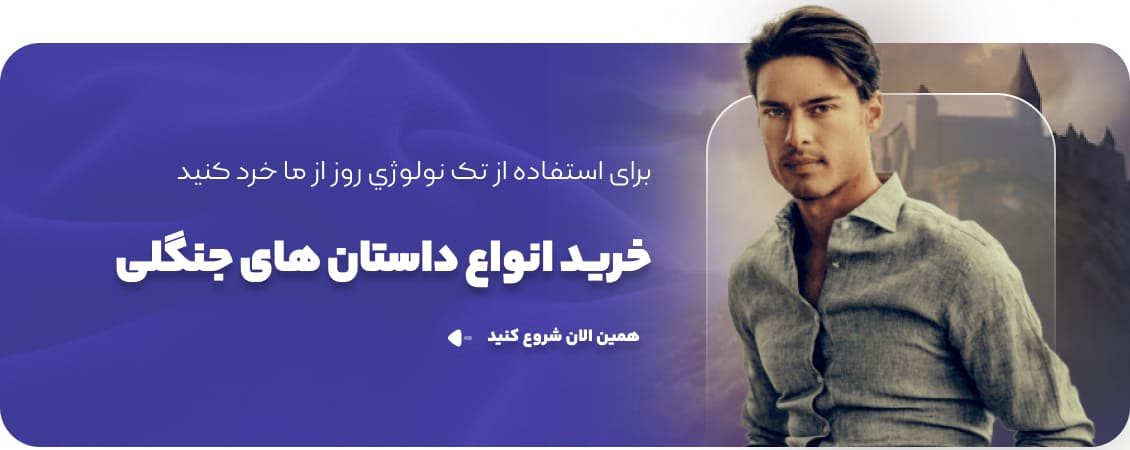 برای استفاده از تک نولوژي روز از ما خرد کنید
خرید انواع داستان های جنگلی
همین الان شروع کنید